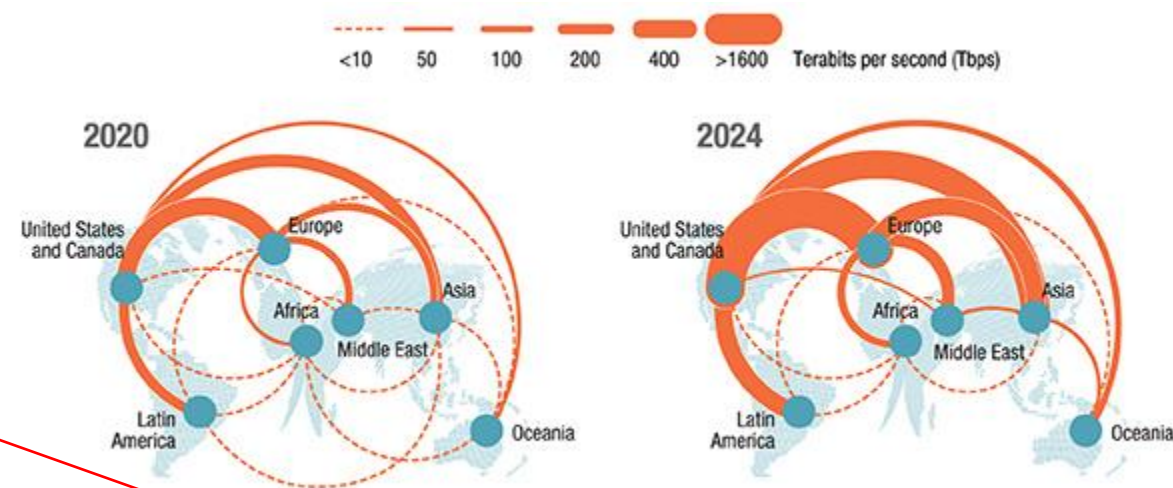 <10 50 100 200 400 >1600 Terabits per second (Tbps)
2020
United States
and Canada
Europe
Asia
Africa
Middle East
Latin
America
Oceania
2024
United States
and Canada
Europe
Asia
Africa
Middle East
Latin
America
Oceania